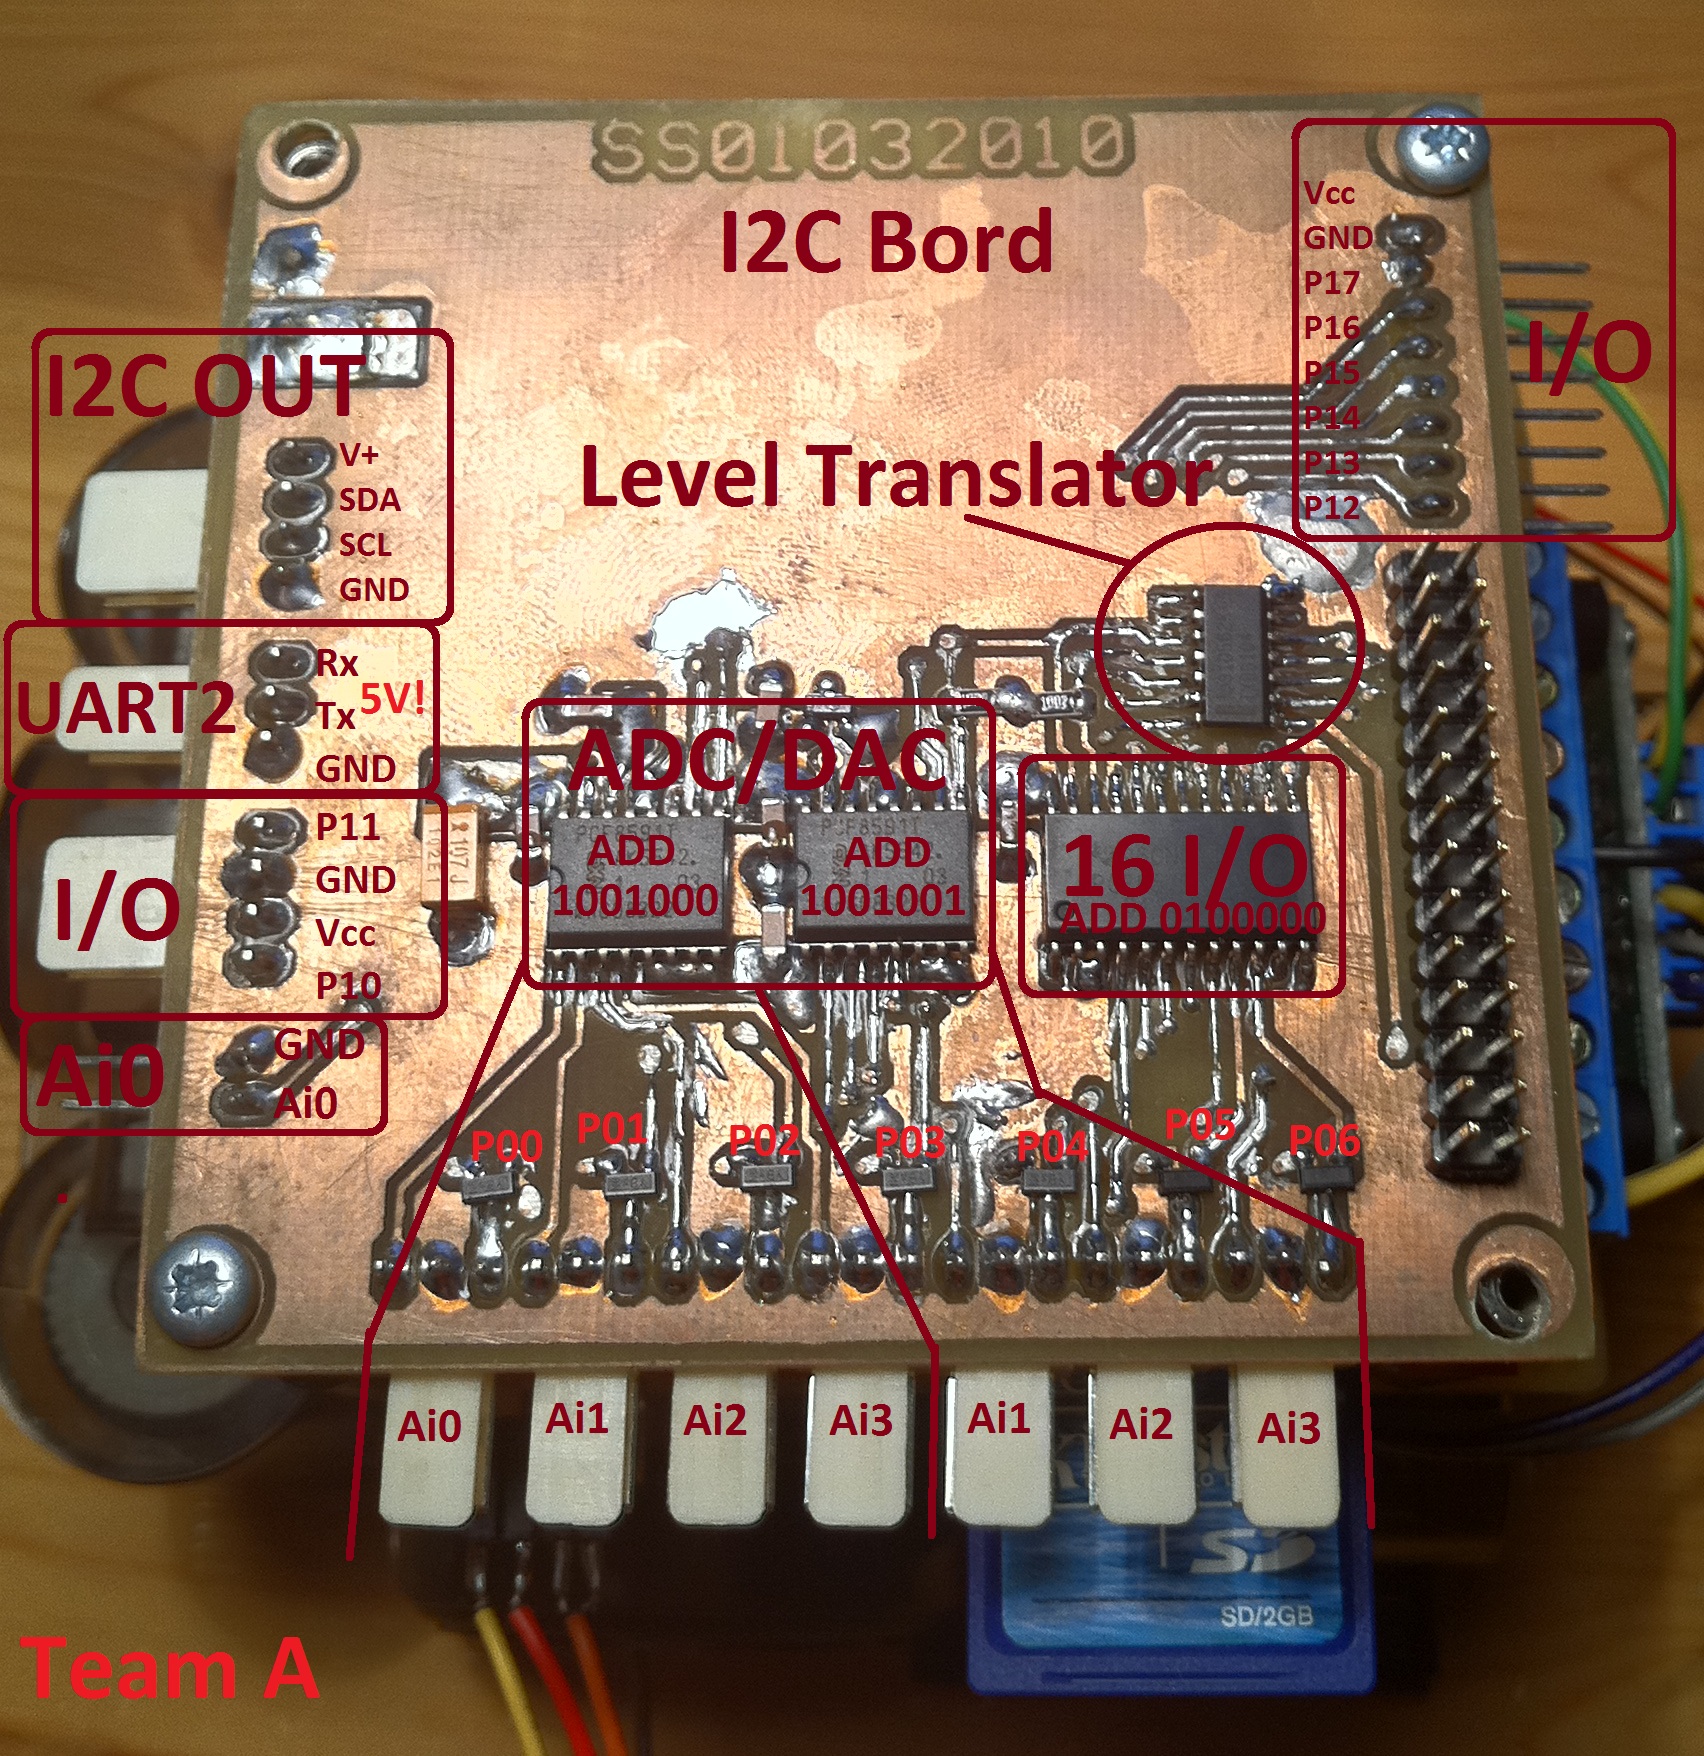 SS01032010
I2C Bord
Vcc
GND
P17
P16
P15
P14
P13
P12
I/O
I2C OUT
V+
SDA
SCL
GND
Level Translator
UART2
Rx
Tx 5V!
GND
I/O
P11
GND
Vcc
P10
Ai0
GND
Ai0
ADC/DAC
ADD
1001000
ADD
1001001
16 I/O
ADD 0100000
107J
P00
P01
P02
P03
P04
P05
P06
Ai0
Ai1
Ai2
Ai3
Ai1
Ai2
Ai3
SD
SD/2GB
Team A